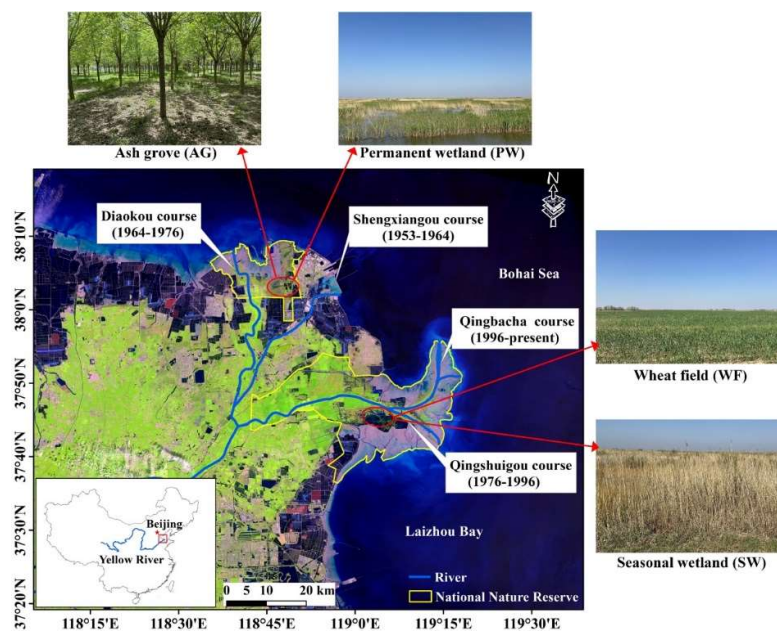 Ash grove (AG)
Permanent wetland (PW)
Diaokou course
(1964-1976)
Shengxiangou course
(1953-1964)
N
Bohai Sea
Qingbacha course
(1996-present)
Wheat field (WF)
Qingshuigou course
(1976-1996)
Laizhou Bay
Seasonal wetland (SW)
Beijing
Yellow River
River
National Nature Reserve
0 5 10 20 km
38°10'N
38°0'N
37°50'N
37°40'N
37°30'N
37°20'N
118°15'E 118°30'E 118°45'E 119°0'E 119°15'E 119°30'E